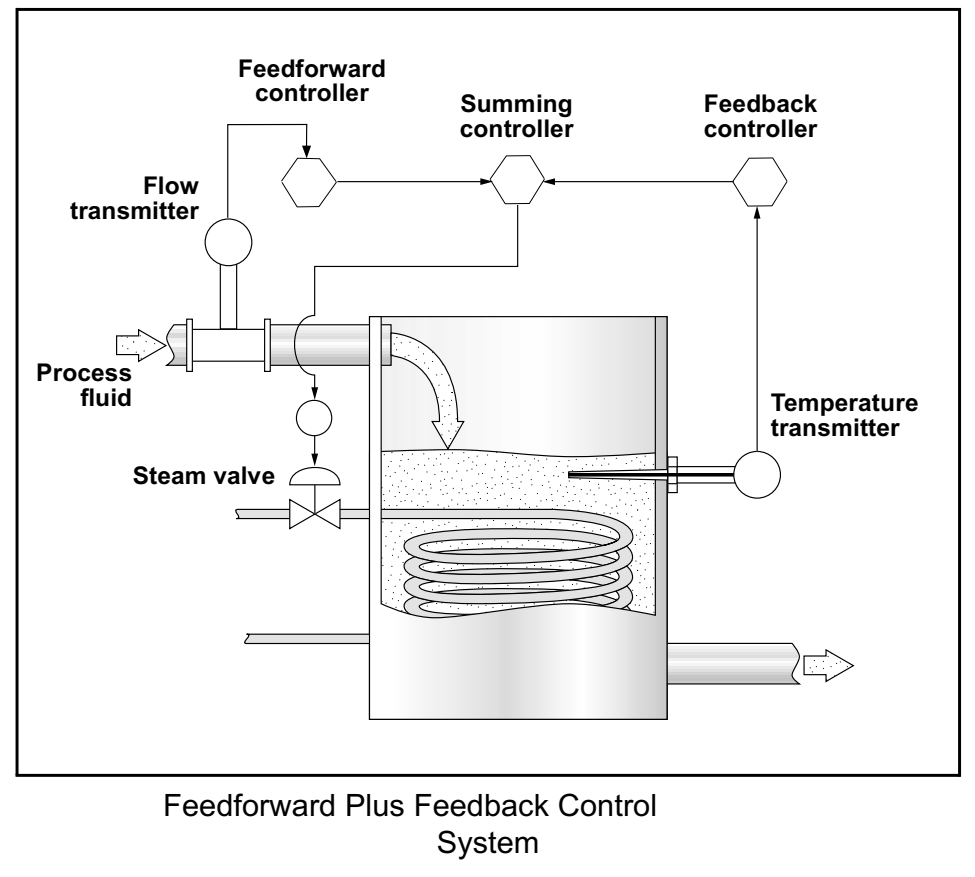 Feedforward
controller
Summing
controller
Feedback
controller
Flow
transmitter
Process
fluid
Temperature
transmitter
Steam valve
Feedforward Plus Feedback Control
System